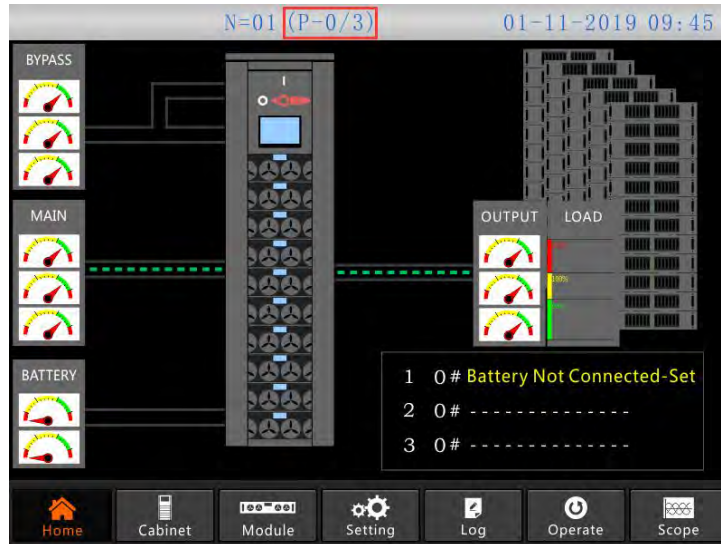 N=01 (P-0/3) 01-11-2019 09:45
BYPASS
MAIN
OUTPUT LOAD
100%
BATTERY
1 0# Battery Not Connected-Set
2 0# - - - - - - - - - - - - - -
3 0# - - - - - - - - - - - - - -
Home Cabinet Module Setting Log Operate Scope